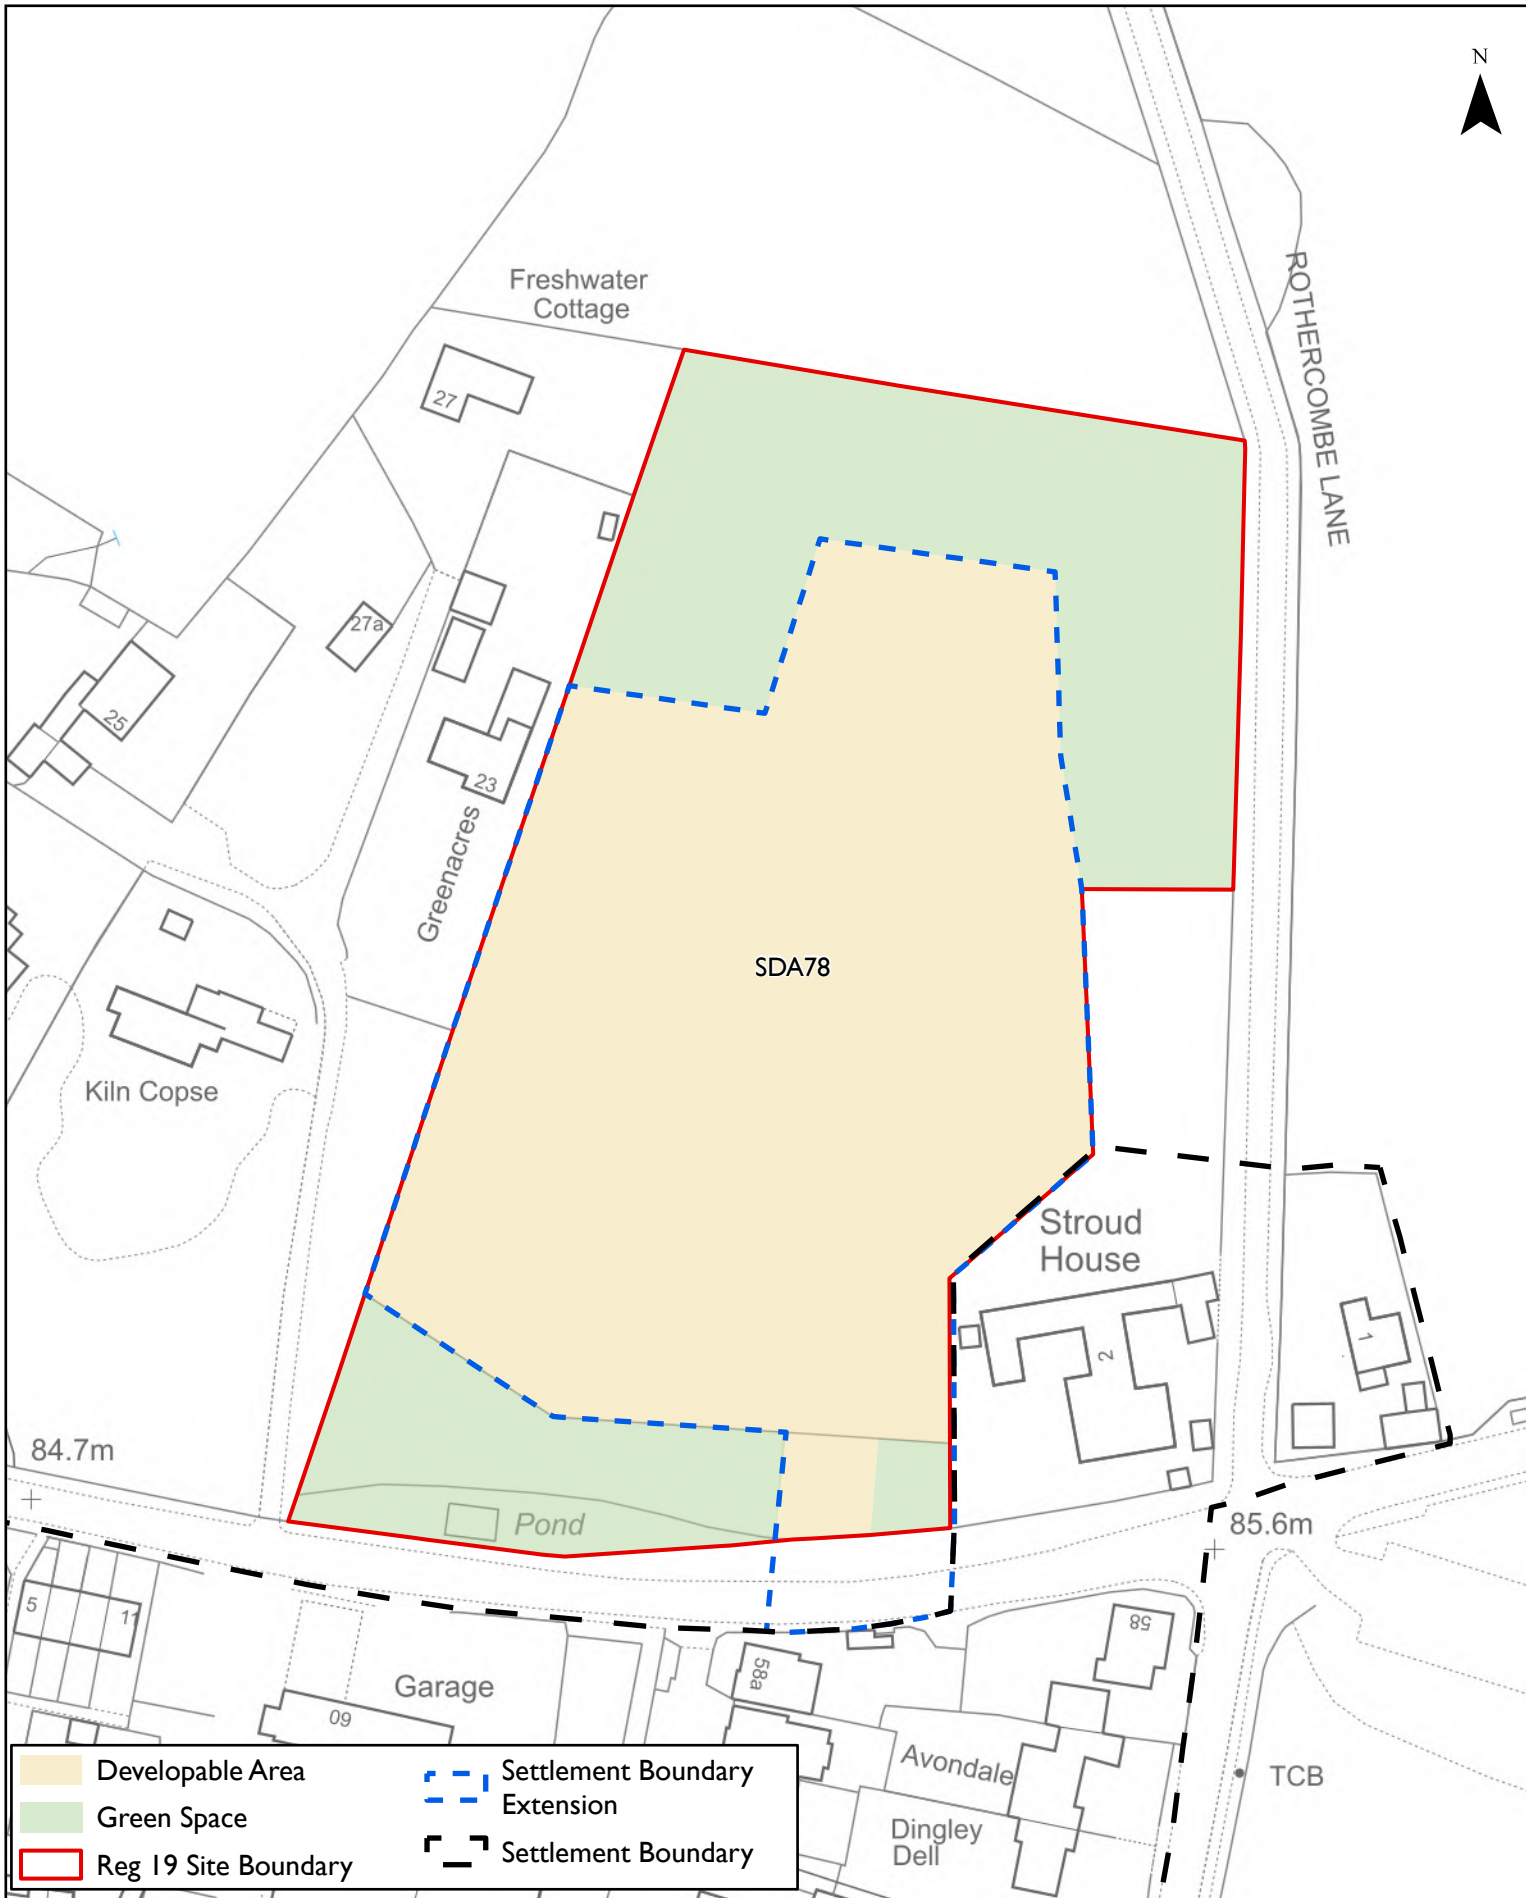 N
Freshwater
Cottage
ROTHERCOMBE LANE
27
27a
25
23
Greenacres
SDA78
Kiln Copse
Stroud
House
2
1
84.7m
Pond
85.6m
5
11
58
58a
Garage
60
Avondale
TCB
Dingley
Dell
Developable Area
Green Space
Reg 19 Site Boundary
Settlement Boundary
Extension
Settlement Boundary